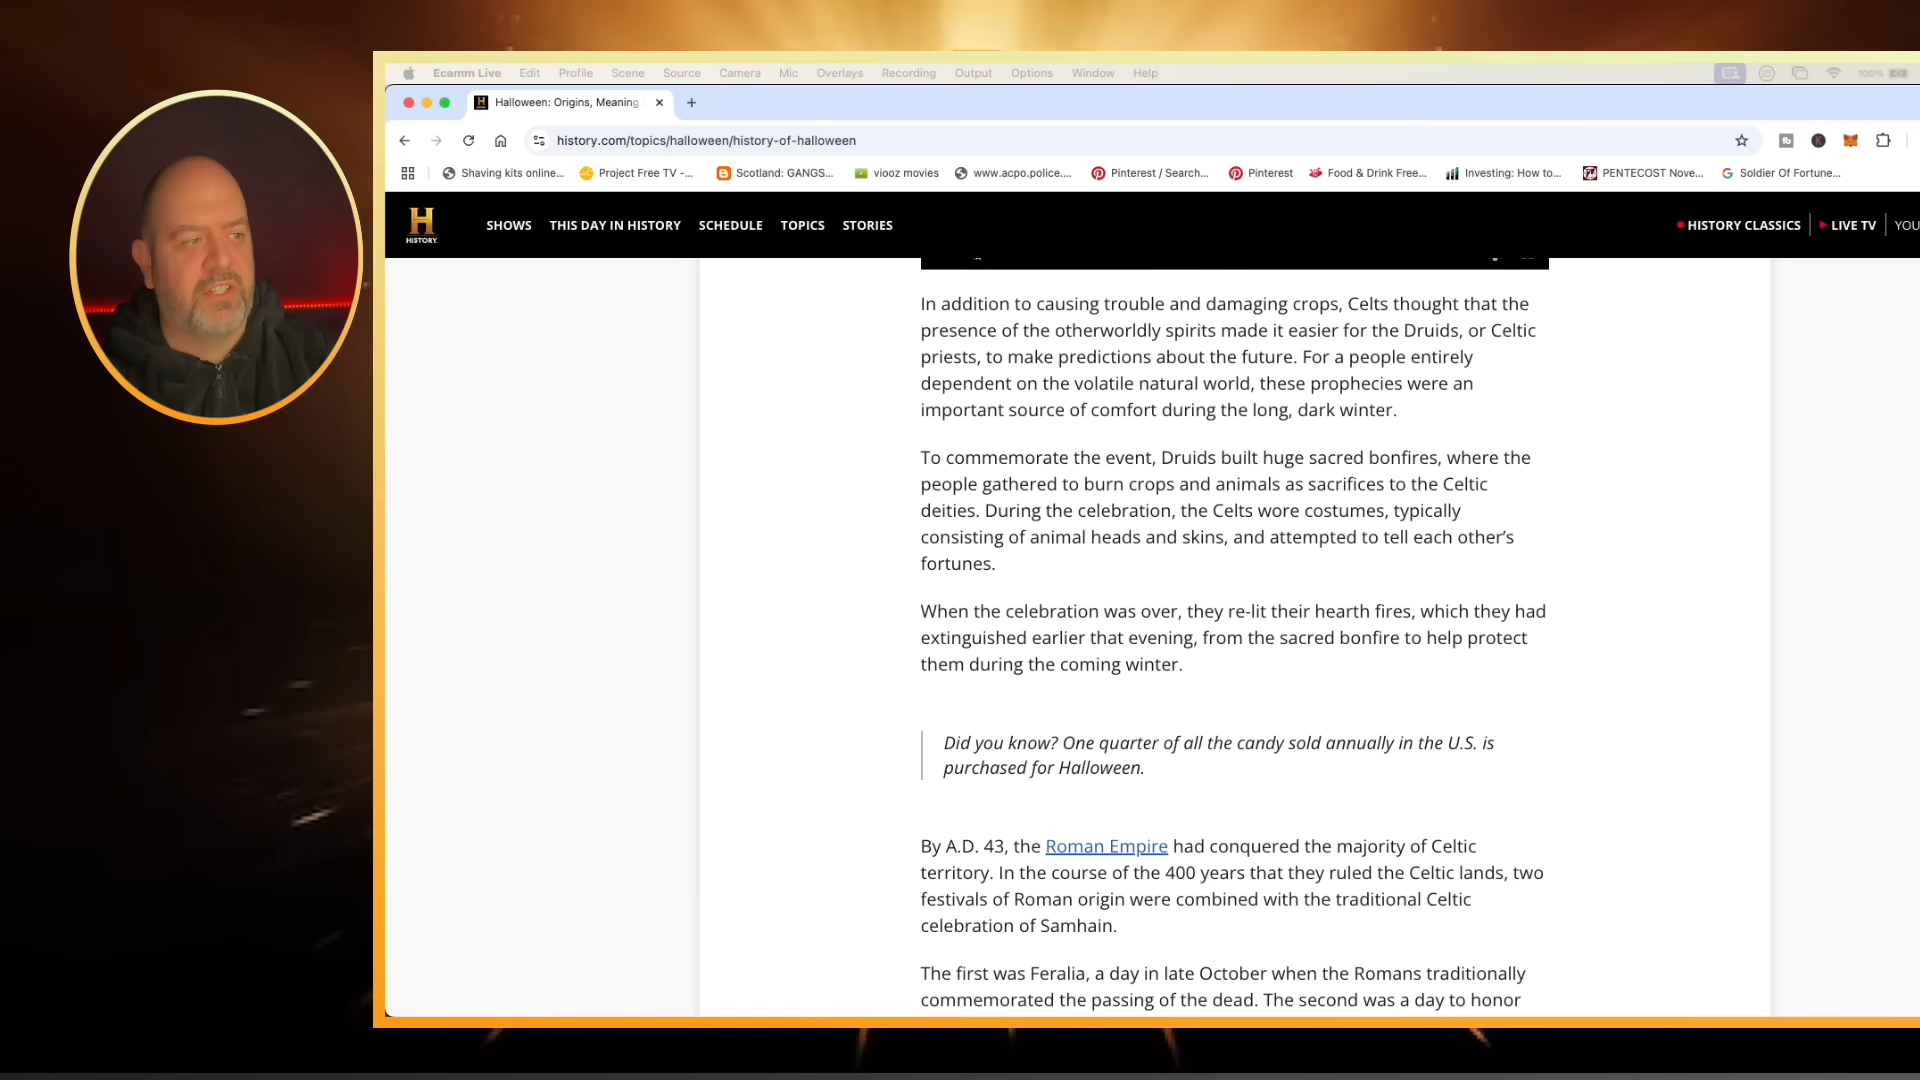 Ecamm Live Edit Profile Scene Source Camera Mic Overlays Recording Output Options Window Help 100%
Halloween: Origins, Meaning
history.com/topics/halloween/history-of-halloween
Shaving kits online... Project Free TV -... Scotland: GANGS... viooz movies www.acpo.police.... Pinterest / Search... Pinterest Food & Drink Free... Investing: How to... PENTECOST Nove... Soldier Of Fortune...
H
HISTORY
SHOWS THIS DAY IN HISTORY SCHEDULE TOPICS STORIES HISTORY CLASSICS LIVE TV YOU
In addition to causing trouble and damaging crops, Celts thought that the
presence of the otherworldly spirits made it easier for the Druids, or Celtic
priests, to make predictions about the future. For a people entirely
dependent on the volatile natural world, these prophecies were an
important source of comfort during the long, dark winter.
To commemorate the event, Druids built huge sacred bonfires, where the
people gathered to burn crops and animals as sacrifices to the Celtic
deities. During the celebration, the Celts wore costumes, typically
consisting of animal heads and skins, and attempted to tell each other’s
fortunes.
When the celebration was over, they re-lit their hearth fires, which they had
extinguished earlier that evening, from the sacred bonfire to help protect
them during the coming winter.
Did you know? One quarter of all the candy sold annually in the U.S. is
purchased for Halloween.
By A.D. 43, the Roman Empire had conquered the majority of Celtic
territory. In the course of the 400 years that they ruled the Celtic lands, two
festivals of Roman origin were combined with the traditional Celtic
celebration of Samhain.
The first was Feralia, a day in late October when the Romans traditionally
commemorated the passing of the dead. The second was a day to honor